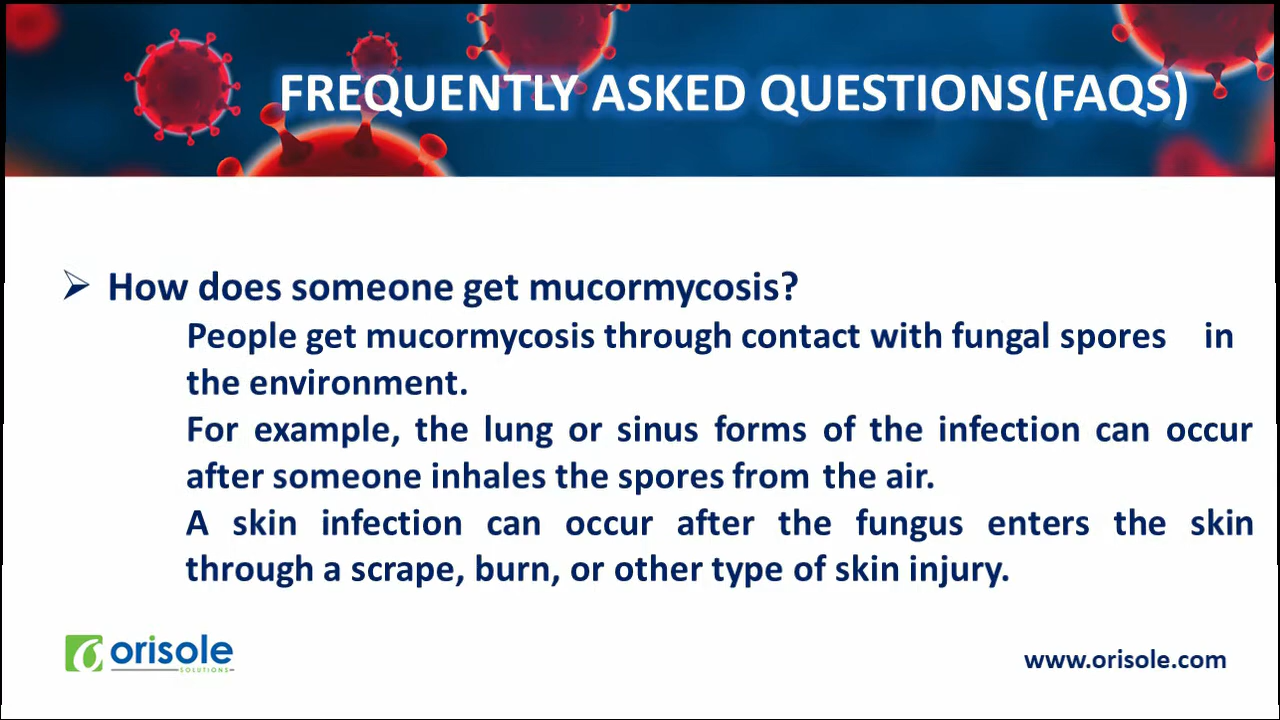 FREQUENTLY ASKED QUESTIONS(FAQS)
How does someone get mucormycosis?
People get mucormycosis through contact with fungal spores in
the environment.
For example, the lung or sinus forms of the infection can occur
after someone inhales the spores from the air.
A skin infection can occur after the fungus enters the skin
through a scrape, burn, or other type of skin injury.
orisole
SOLUTIONS
www.orisole.com